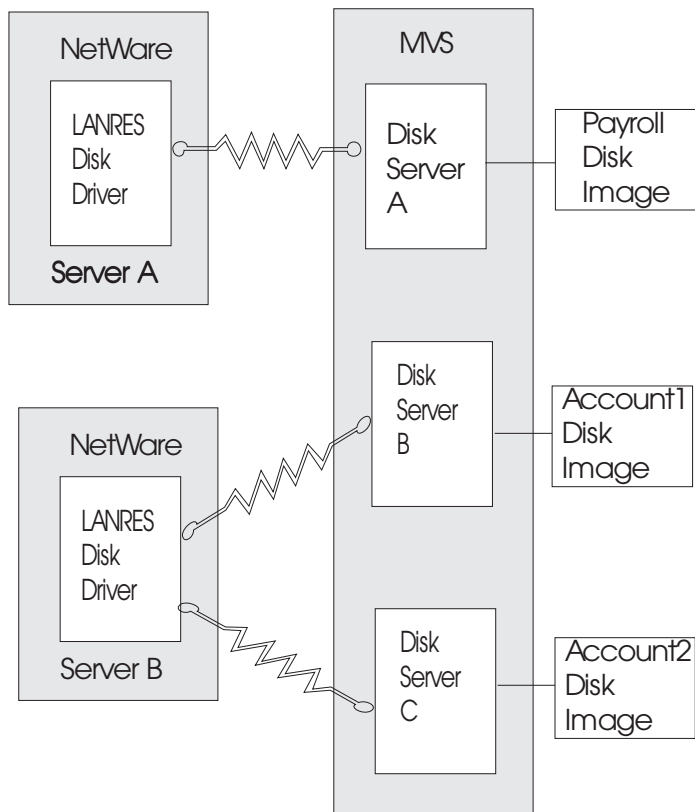 NetWare
LANRES
Disk
Driver
Server A
MVS
Disk
Server
A
Payroll
Disk
Image
Disk
Server
B
Account1
Disk
Image
NetWare
LANRES
Disk
Driver
Server B
Disk
Server
C
Account2
Disk
Image